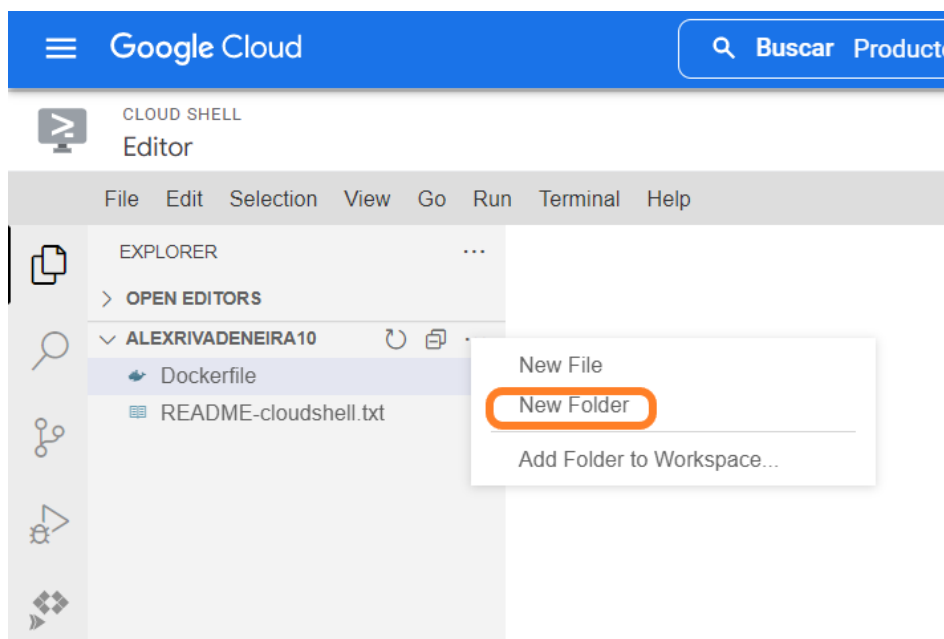 Google Cloud
Buscar Producto
CLOUD SHELL
Editor
File Edit Selection View Go Run Terminal Help
EXPLORER
OPEN EDITORS
ALEXRIVADENEIRA10
Dockerfile
README-cloudshell.txt
New File
New Folder
Add Folder to Workspace...